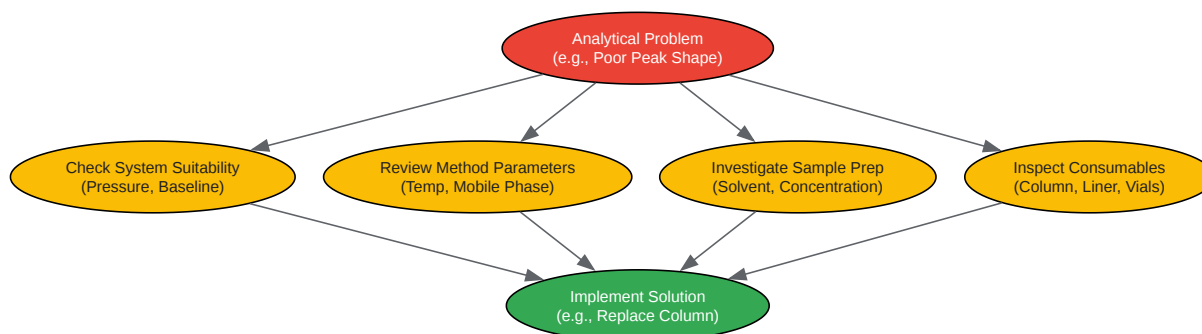 Analytical Problem
(e.g., Poor Peak Shape)
Check System Suitability
(Pressure, Baseline)
Review Method Parameters
(Temp, Mobile Phase)
Investigate Sample Prep
(Solvent, Concentration)
Inspect Consumables
(Column, Liner, Vials)
Implement Solution
(e.g., Replace Column)